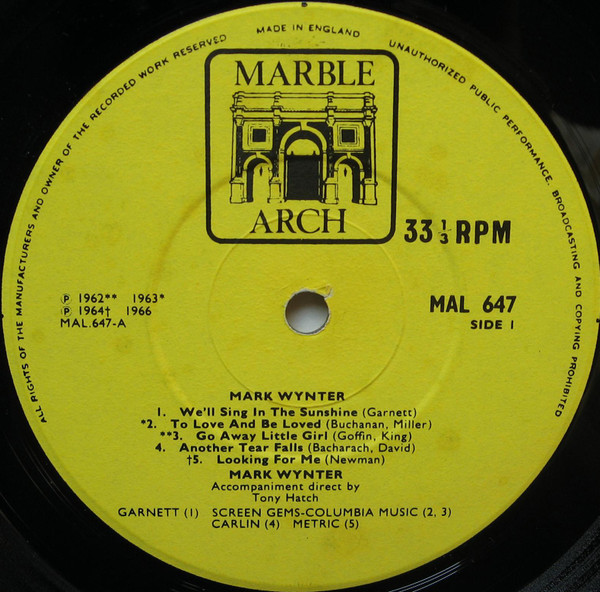 ALL RIGHTS OF THE MANUFACTURERS AND OWNER OF THE RECORDED WORK RESERVED
MADE IN ENGLAND
UNAUTHORIZED PUBLIC PERFORMANCE, BROADCASTING AND COPYING PROHIBITED
MARBLE
ARCH
33 1/3 RPM
Ⓟ 1962** 1963*
Ⓟ 1964† 1966
MAL.647-A
MAL 647
SIDE 1
MARK WYNTER
1. We'll Sing In The Sunshine (Garnett)
*2. To Love And Be Loved (Buchanan, Miller)
**3. Go Away Little Girl (Goffin, King)
4. Another Tear Falls (Bacharach, David)
†5. Looking For Me (Newman)
MARK WYNTER
Accompaniment direct by
Tony Hatch
GARNETT (1) SCREEN GEMS-COLUMBIA MUSIC (2, 3)
CARLIN (4) METRIC (5)